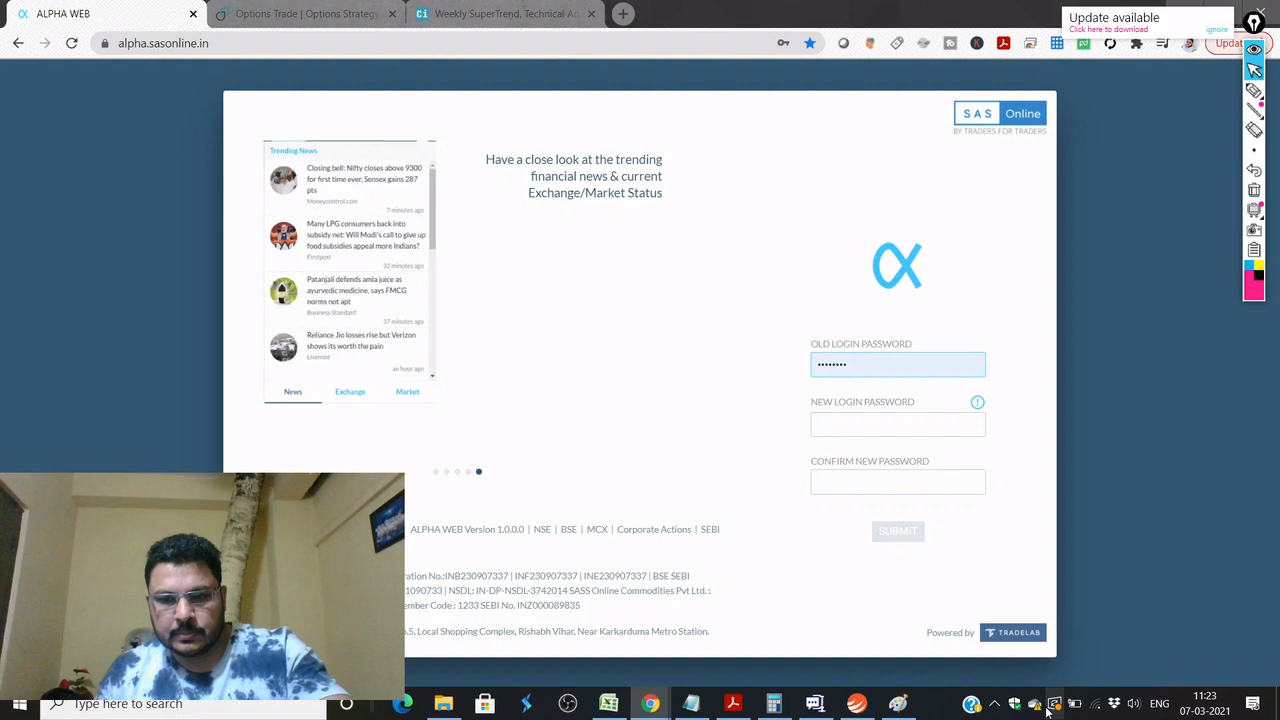 ALPHA WEB
Options Trade | Options Strateg
Weekly SuperTrend, Technical An
Update available
Click here to download
ignore
alpha.sasonline.in
Updat
SAS Online
BY TRADERS FOR TRADERS
Trending News
Closing bell: Nifty closes above 9300
for first time ever, Sensex gains 287
pts
Moneycontrol.com
7 minutes ago
Many LPG consumers back into
subsidy net: Will Modi's call to give up
food subsidies appeal more Indians?
Firstpost
32 minutes ago
Patanjali defends amla juice as
ayurvedic medicine, says FMCG
norms not apt
Business Standard
37 minutes ago
Reliance Jio losses rise but Verizon
shows its worth the pain
Livemint
an hour ago
News Exchange Market
Have a close look at the trending
financial news & current
Exchange/Market Status
OLD LOGIN PASSWORD
NEW LOGIN PASSWORD
CONFIRM NEW PASSWORD
SUBMIT
ALPHA WEB Version 1.0.0.0 | NSE | BSE | MCX | Corporate Actions | SEBI
ration No.:INB230907337 | INF230907337 | INE230907337 | BSE SEBI
1090733 | NSDL: IN-DP-NSDL-3742014 SASS Online Commodities Pvt Ltd. :
ember Code : 1233 SEBI No. INZ000089835
.5, Local Shopping Complex, Rishabh Vihar, Near Karkarduma Metro Station.
Powered by TRADELAB
Type here to search
ENG
11:23
07-03-2021